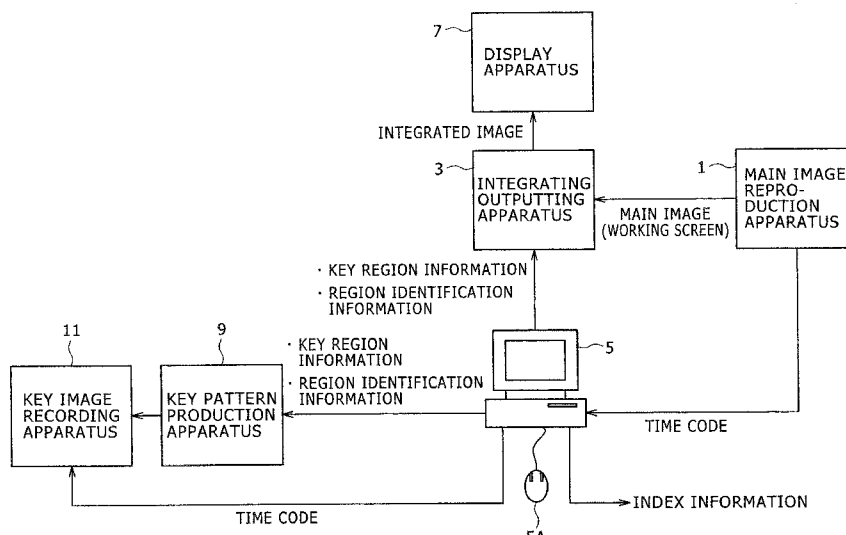 7
DISPLAY
APPARATUS
INTEGRATED IMAGE
3
INTEGRATING
OUTPUTTING
APPARATUS
1
MAIN IMAGE
REPRO-
DUCTION
APPARATUS
MAIN IMAGE
(WORKING SCREEN)
· KEY REGION INFORMATION
· REGION IDENTIFICATION
INFORMATION
11
KEY IMAGE
RECORDING
APPARATUS
9
KEY PATTERN
PRODUCTION
APPARATUS
· KEY REGION
INFORMATION
· REGION IDENTIFICATION
INFORMATION
5
TIME CODE
TIME CODE
INDEX INFORMATION
5A